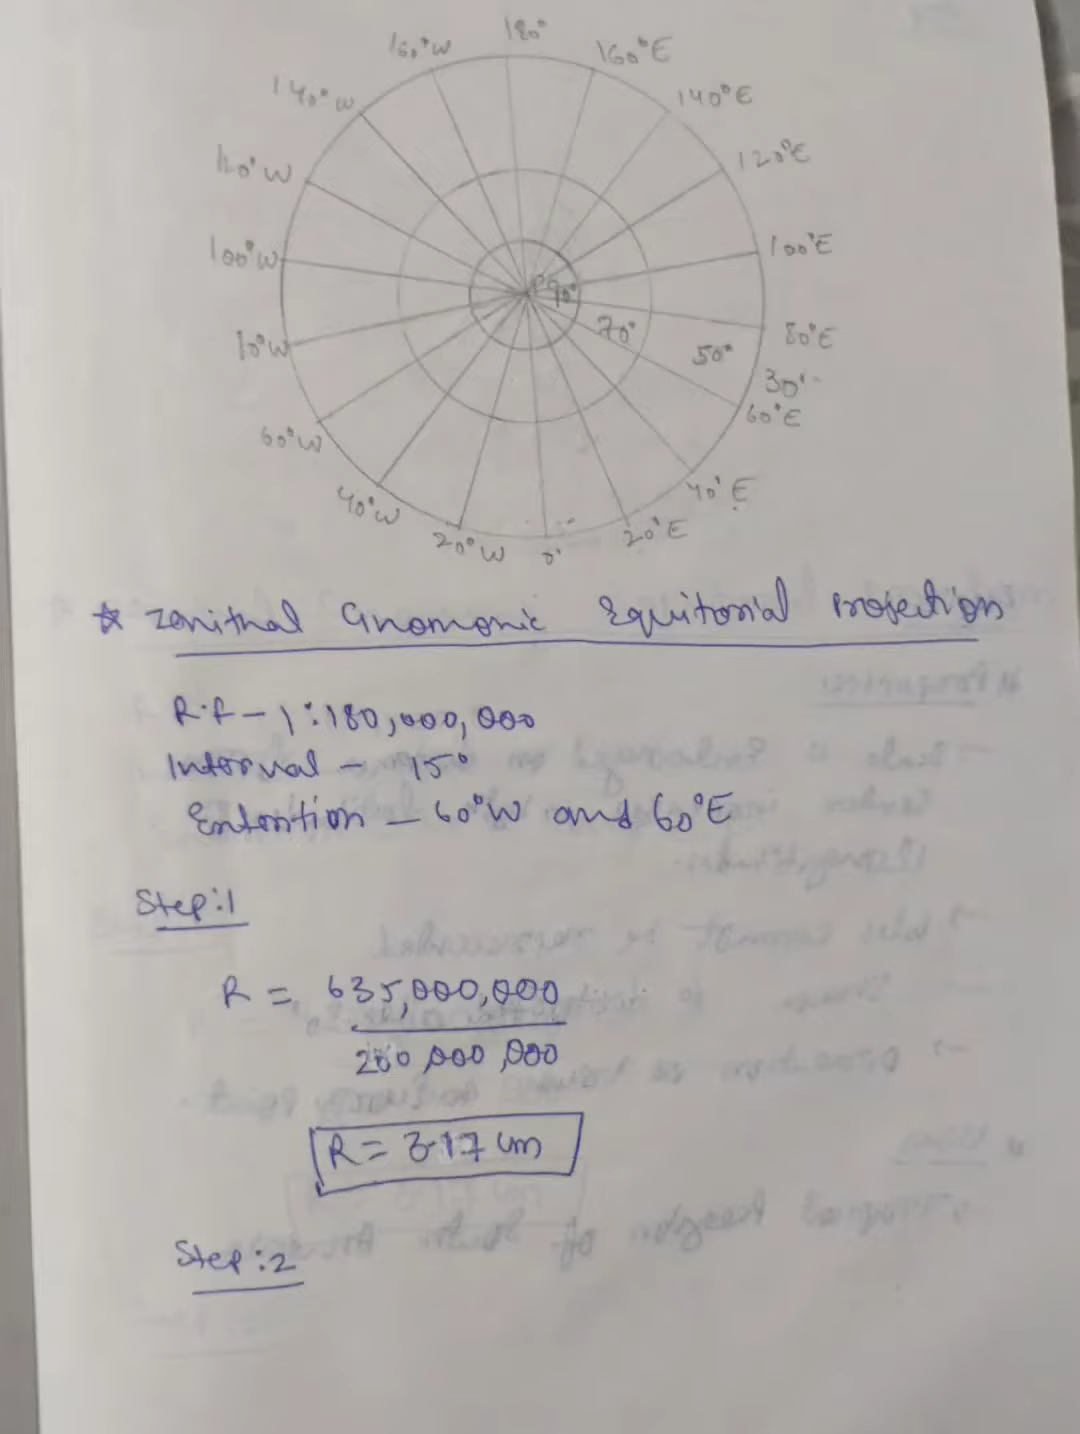 180°
160°W
160°E
140°W
140°E
120°W
120°E
100°W
100°E
80°W
80°E
70°
50°
30°
60°E
60°W
40°W
40°E
20°W
0°
20°E
☆ Zenithal Gnomonic Equitorial Projection
R.F – 1:180,000,000
Interval – 15°
Extention – 60°W and 60°E
Step:1
R = 635,000,000
200,000,000
R = 3.17 cm
Step:2